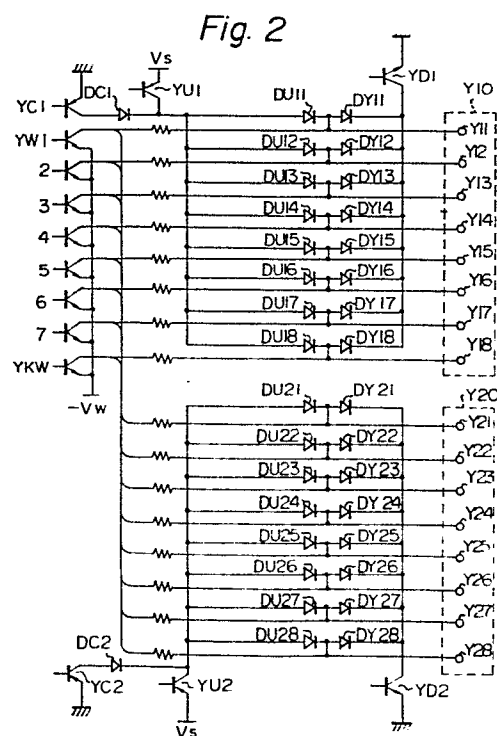 Fig. 2
Vs
DC1
YU1
YD1
YC1
DU11 DY11
Y10
YW1
Y11
DU12 DY12
Y12
2
DU13 DY13
Y13
3
DU14 DY14
Y14
4
DU15 DY15
Y15
5
DU16 DY16
Y16
6
DU17 DY17
Y17
7
DU18 DY18
Y18
YKW
-Vw
DU21 DY21
Y20
Y21
DU22 DY22
Y22
DU23 DY23
Y23
DU24 DY24
Y24
DU25 DY25
Y25
DU26 DY26
Y26
DU27 DY27
Y27
DU28 DY28
Y28
DC2
YC2
YU2
YD2
Vs